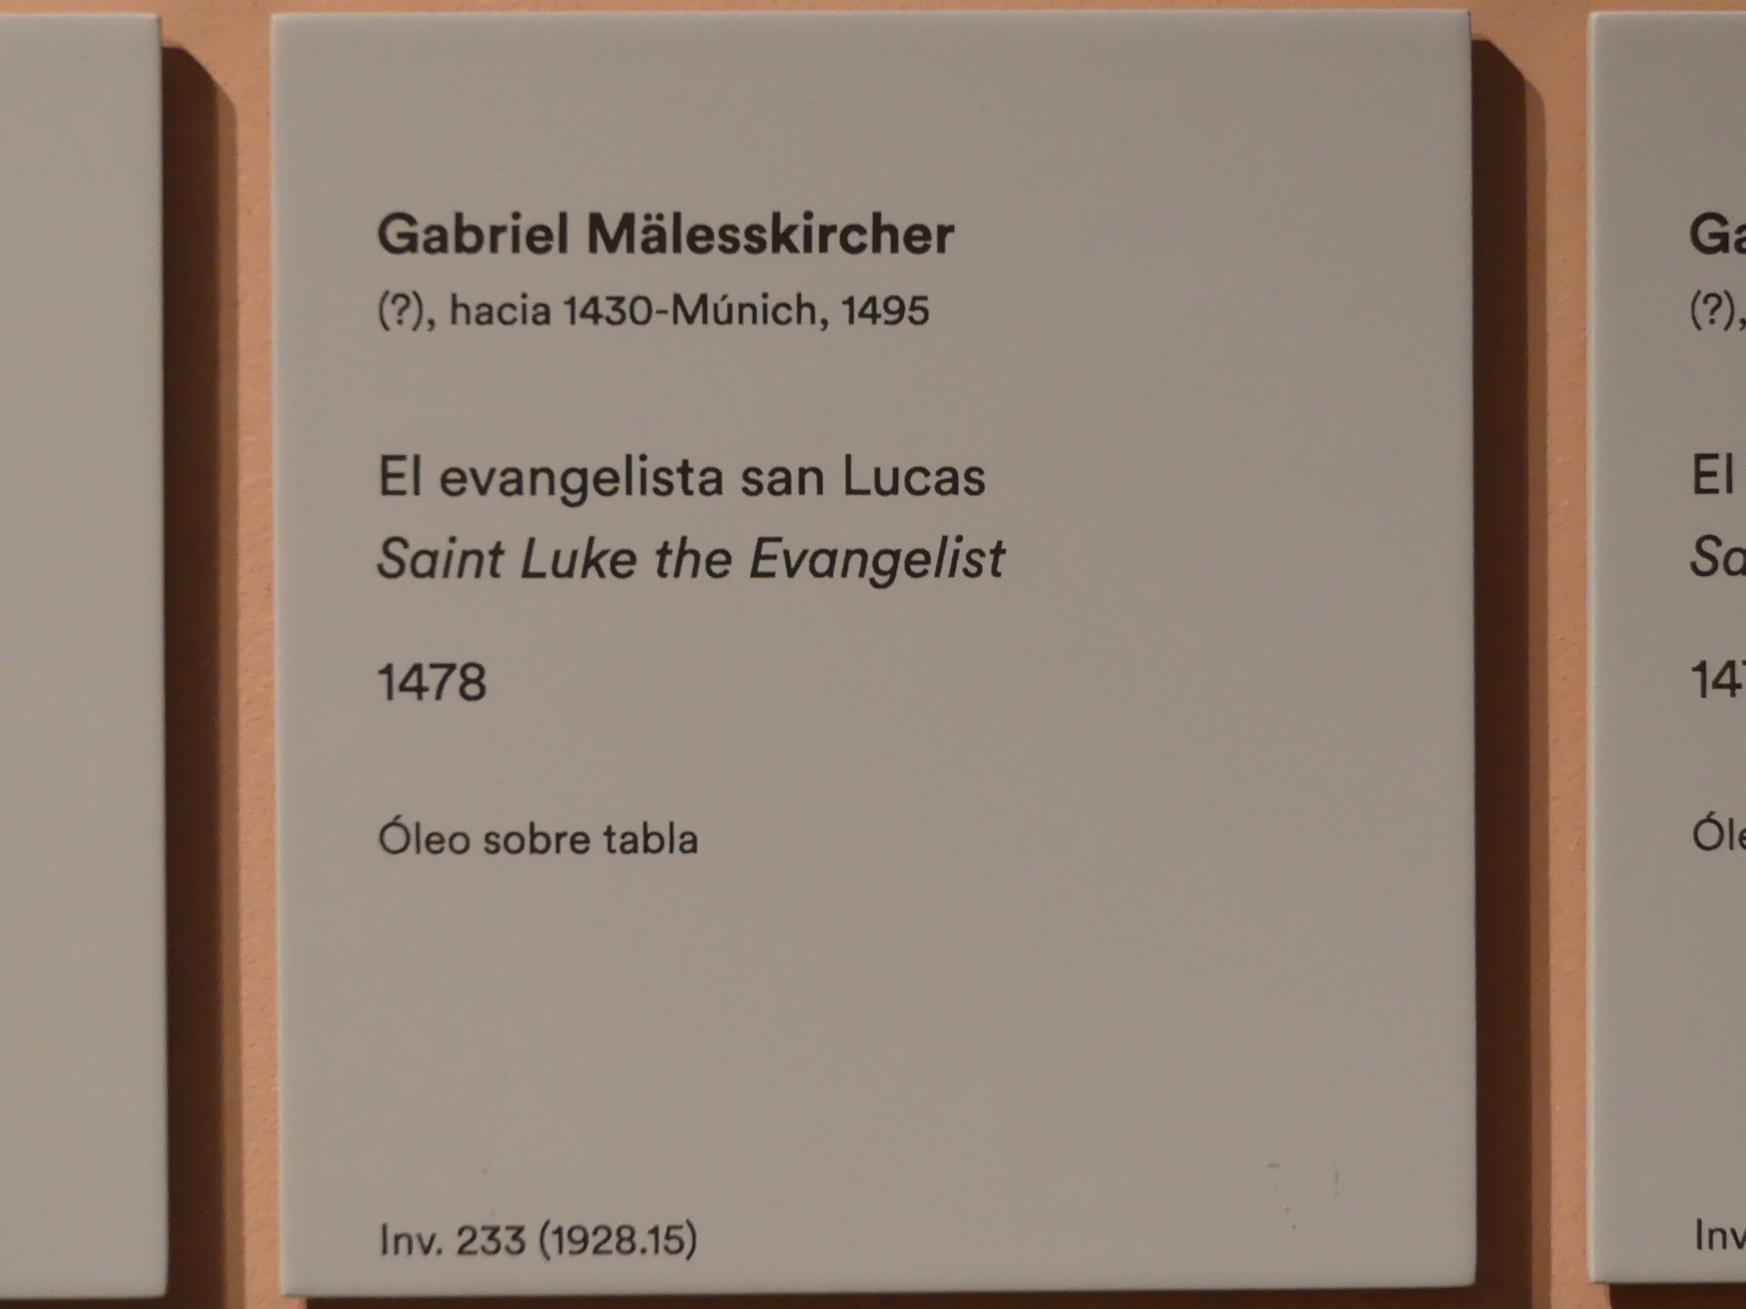 Gabriel Mälesskircher
(?), hacia 1430-Múnich, 1495
El evangelista san Lucas
Saint Luke the Evangelist
1478
Óleo sobre tabla
Inv. 233 (1928.15)
(?),
El